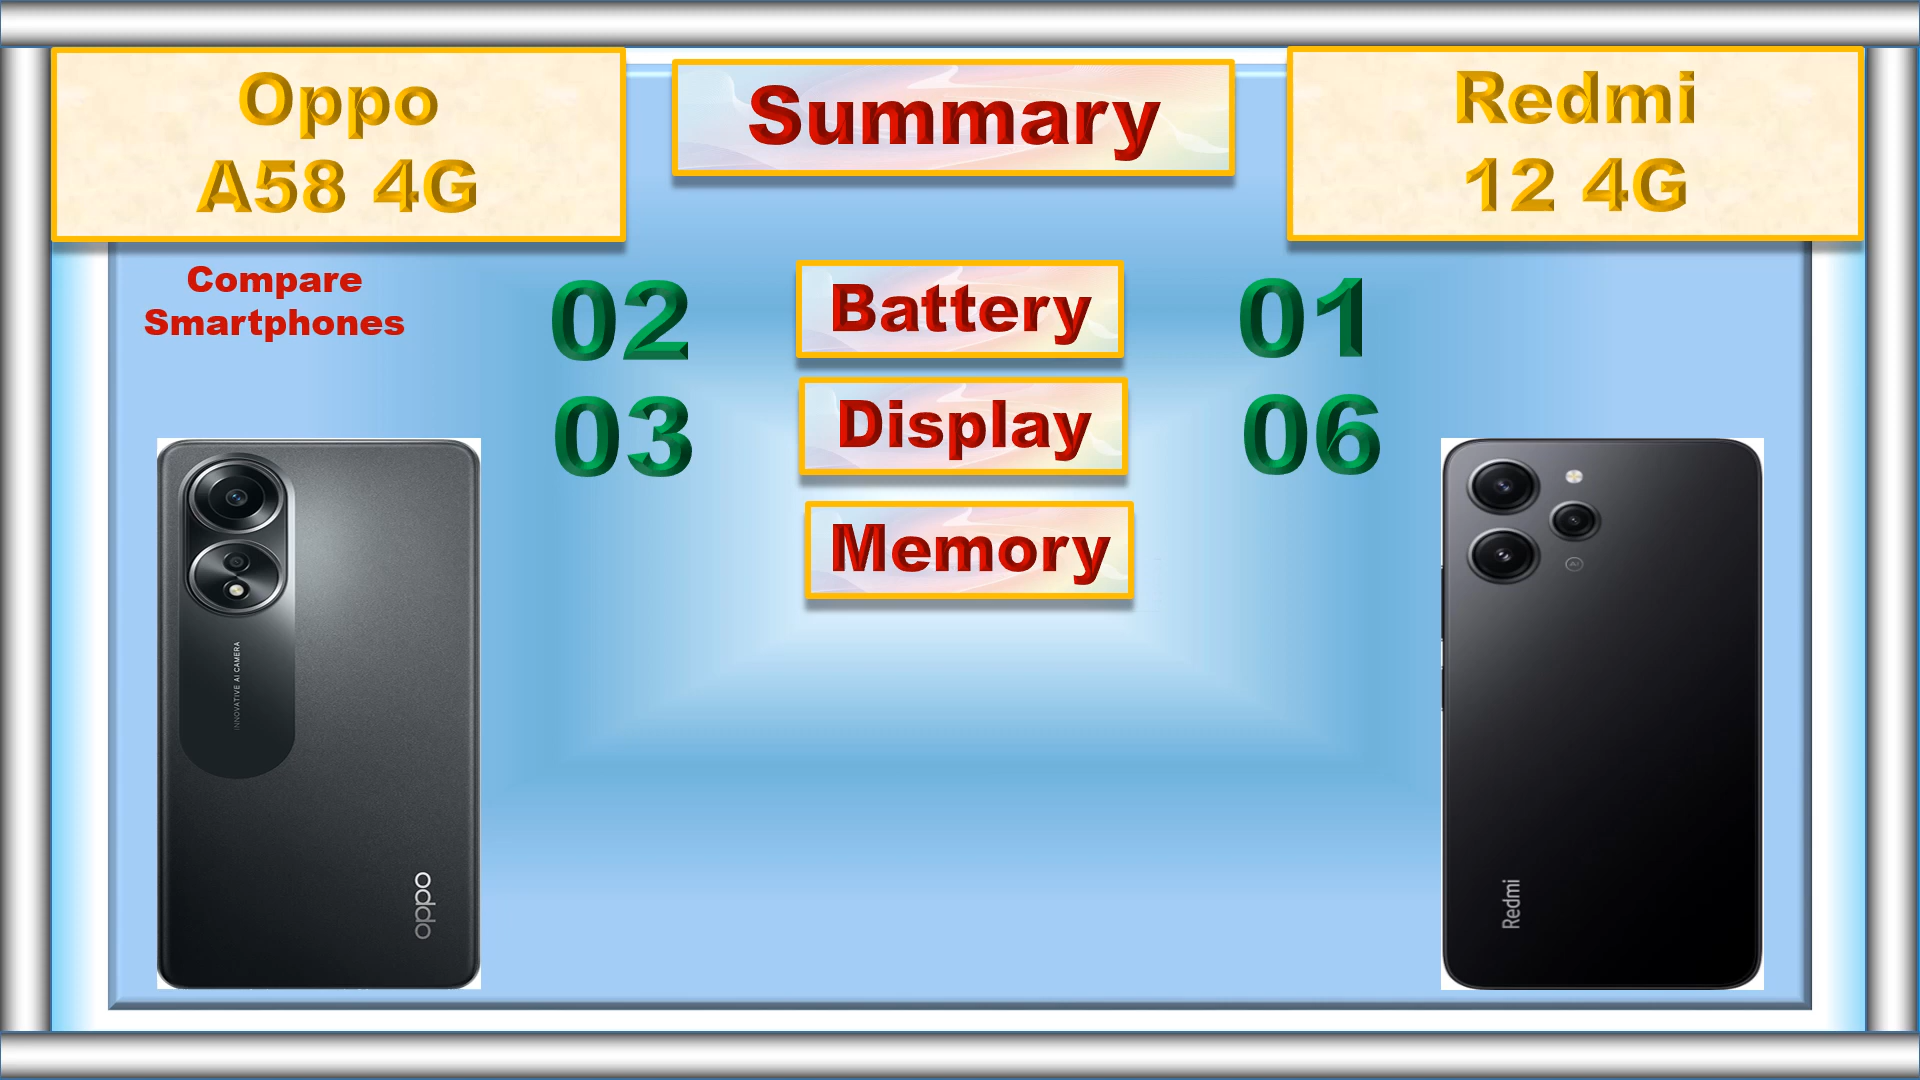 Oppo
A58 4G
Summary
Redmi
12 4G
Compare
Smartphones
02 Battery 01
03 Display 06
Memory
INNOVATIVE AI CAMERA
oppo
AI
Redmi